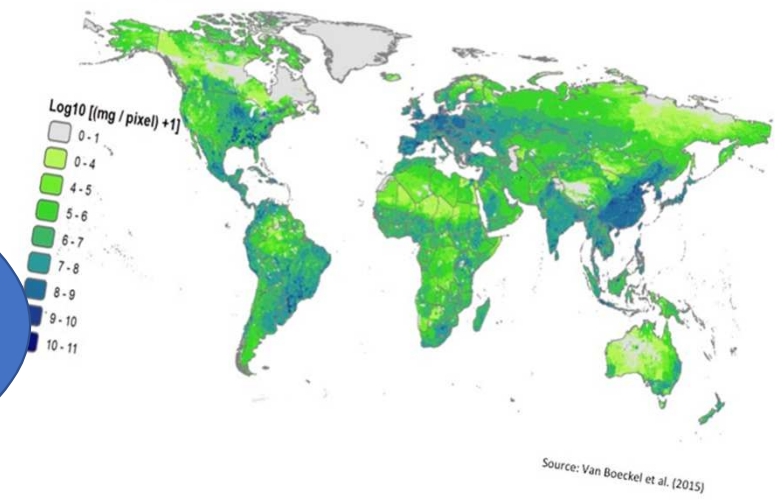 Log10 [(mg / pixel) +1]
0 - 1
0 - 4
4 - 5
5 - 6
6 - 7
7 - 8
8 - 9
9 - 10
10 - 11
Source: Van Boeckel et al. (2015)